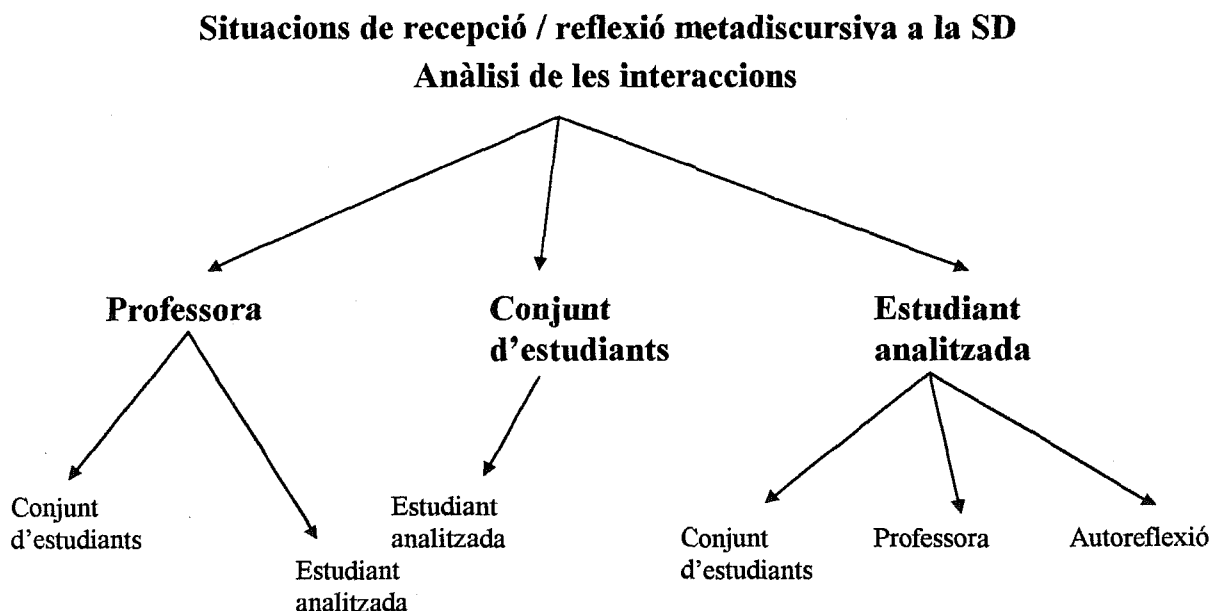 Situacions de recepció / reflexió metadiscursiva a la SD
Anàlisi de les interaccions
Professora
Conjunt
d'estudiants
Estudiant
analitzada
Conjunt
d'estudiants
Estudiant
analitzada
Estudiant
analitzada
Conjunt
d'estudiants
Professora
Autoreflexió